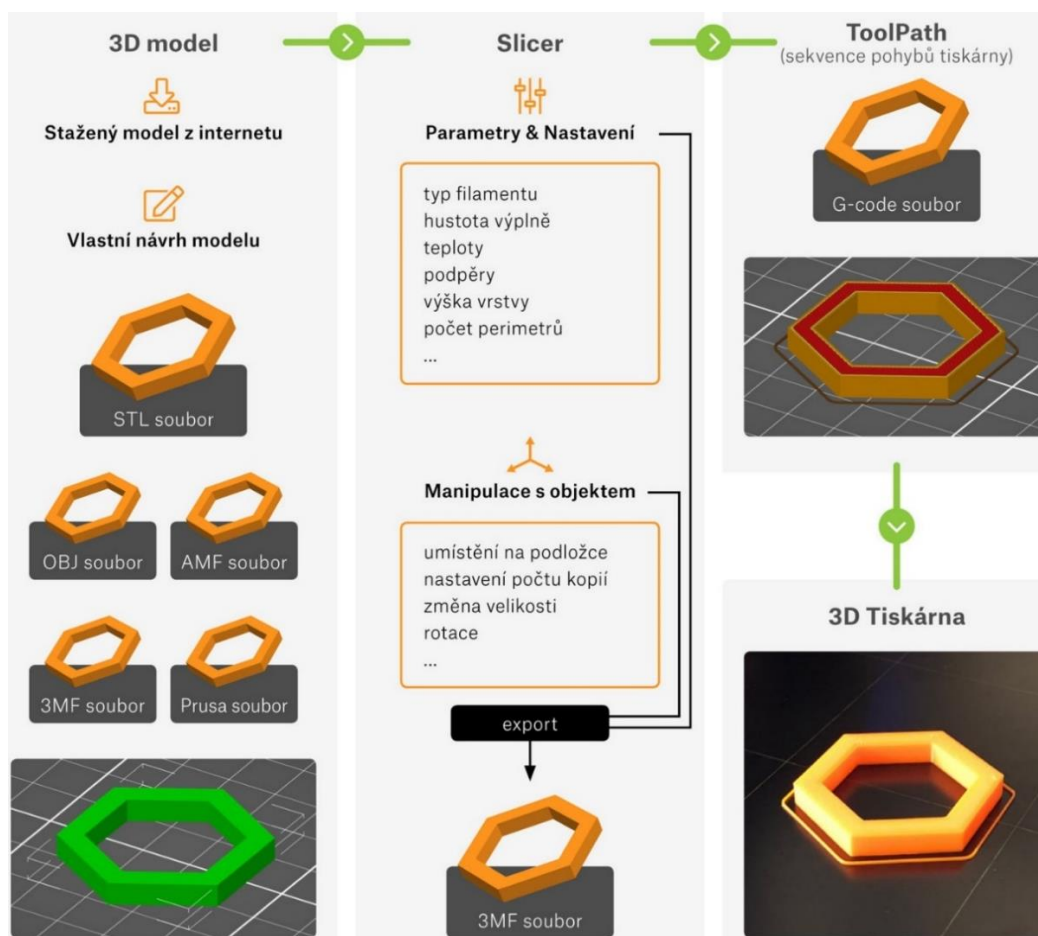 3D model
Stažený model z internetu
Vlastní návrh modelu
STL soubor
OBJ soubor
AMF soubor
3MF soubor
Prusa soubor
Slicer
Parametry & Nastavení
typ filamentu
hustota výplně
teploty
podpěry
výška vrstvy
počet perimetrů
...
Manipulace s objektem
umístění na podložce
nastavení počtu kopií
změna velikosti
rotace
...
export
3MF soubor
ToolPath
(sekvence pohybů tiskárny)
G-code soubor
3D Tiskárna